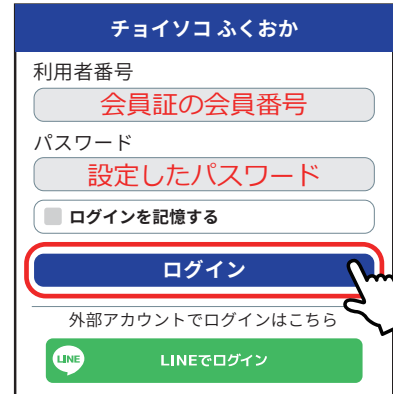 チョイソコ ふくおか
利用者番号
会員証の会員番号
パスワード
設定したパスワード
ログインを記憶する
ログイン
外部アカウントでログインはこちら
LINE
LINEでログイン